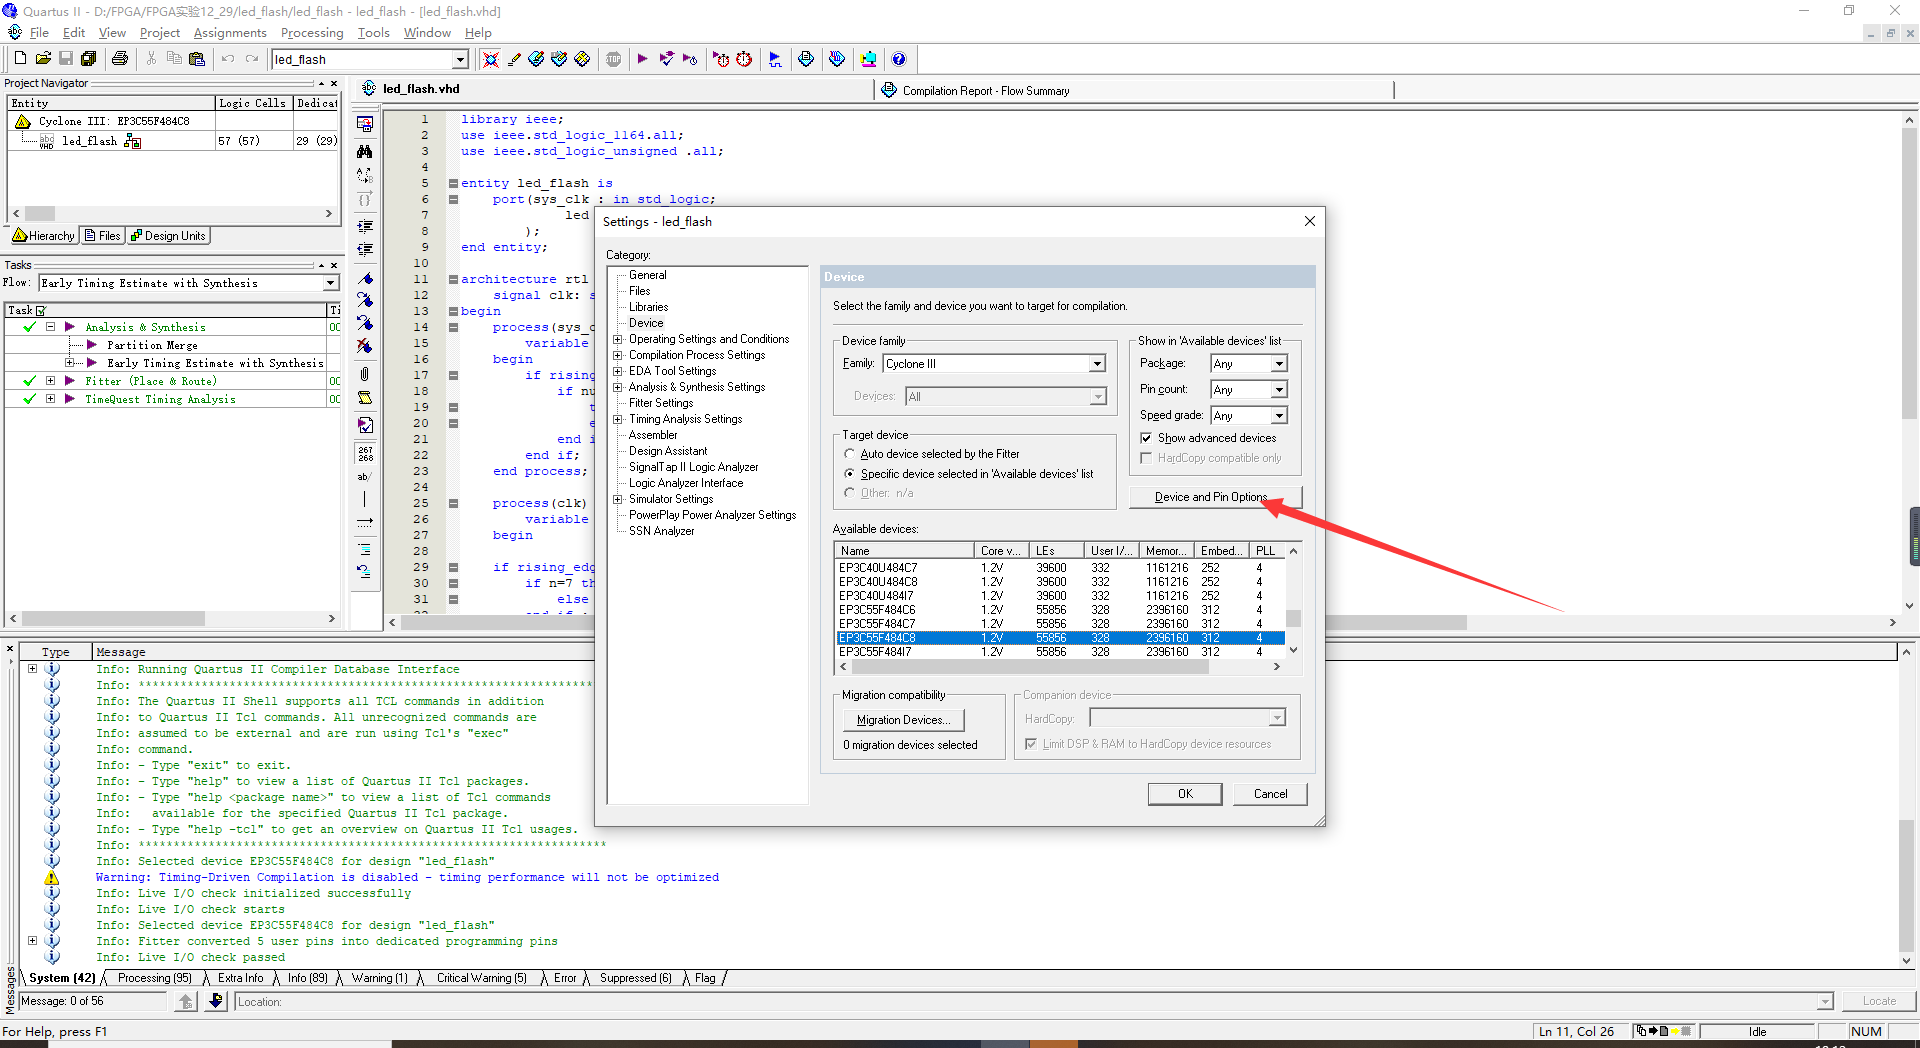 Quartus II - D:/FPGA/FPGA实验12_29/led_flash/led_flash - led_flash - [led_flash.vhd]
File Edit View Project Assignments Processing Tools Window Help
led_flash
STOP
Project Navigator
Entity Logic Cells Dedicat
Cyclone III: EP3C55F484C8
led_flash 57 (57) 29 (29)
Hierarchy Files Design Units
Tasks
Flow: Early Timing Estimate with Synthesis
Task Ti
Analysis & Synthesis 00
Partition Merge
Early Timing Estimate with Synthesis
Fitter (Place & Route) 00
TimeQuest Timing Analysis 00
267
268
ab/
led_flash.vhd
Compilation Report - Flow Summary
1 library ieee;
2 use ieee.std_logic_1164.all;
3 use ieee.std_logic_unsigned .all;
4
5 entity led_flash is
6 port(sys_clk : in std_logic;
7 led
8 );
9 end entity;
10
11 architecture rtl
12 signal clk: s
13 begin
14 process(sys_c
15 variable
16 begin
17 if rising
18 if nu
19 t
20 e
21 end i
22 end if;
23 end process;
24
25 process(clk)
26 variable
27 begin
28
29 if rising_edg
30 if n=7 th
31 else
Settings - led_flash
Category:
General
Files
Libraries
Device
Operating Settings and Conditions
Compilation Process Settings
EDA Tool Settings
Analysis & Synthesis Settings
Fitter Settings
Timing Analysis Settings
Assembler
Design Assistant
SignalTap II Logic Analyzer
Logic Analyzer Interface
Simulator Settings
PowerPlay Power Analyzer Settings
SSN Analyzer
Device
Select the family and device you want to target for compilation.
Device family
Family: Cyclone III
Devices: All
Show in 'Available devices' list
Package: Any
Pin count: Any
Speed grade: Any
Show advanced devices
HardCopy compatible only
Target device
Auto device selected by the Fitter
Specific device selected in 'Available devices' list
Other: n/a
Device and Pin Options
Available devices:
Name Core v... LEs User I/... Memor... Embed... PLL
EP3C40U484C7 1.2V 39600 332 1161216 252 4
EP3C40U484C8 1.2V 39600 332 1161216 252 4
EP3C40U484I7 1.2V 39600 332 1161216 252 4
EP3C55F484C6 1.2V 55856 328 2396160 312 4
EP3C55F484C7 1.2V 55856 328 2396160 312 4
EP3C55F484C8 1.2V 55856 328 2396160 312 4
EP3C55F484I7 1.2V 55856 328 2396160 312 4
Migration compatibility
Migration Devices...
0 migration devices selected
Companion device
HardCopy:
Limit DSP & RAM to HardCopy device resources
OK Cancel
Type Message
Info: Running Quartus II Compiler Database Interface
Info: **********************************************************
Info: The Quartus II Shell supports all TCL commands in addition
Info: to Quartus II Tcl commands. All unrecognized commands are
Info: assumed to be external and are run using Tcl's "exec"
Info: command.
Info: - Type "exit" to exit.
Info: - Type "help" to view a list of Quartus II Tcl packages.
Info: - Type "help <package name>" to view a list of Tcl commands
Info: available for the specified Quartus II Tcl package.
Info: - Type "help -tcl" to get an overview on Quartus II Tcl usages.
Info: **********************************************************
Info: Selected device EP3C55F484C8 for design "led_flash"
Warning: Timing-Driven Compilation is disabled - timing performance will not be optimized
Info: Live I/O check initialized successfully
Info: Live I/O check starts
Info: Selected device EP3C55F484C8 for design "led_flash"
Info: Fitter converted 5 user pins into dedicated programming pins
Info: Live I/O check passed
System (42) Processing (95) Extra Info Info (89) Warning (1) Critical Warning (5) Error Suppressed (6) Flag
Messages
Message: 0 of 56 Location: Locate
For Help, press F1 Ln 11, Col 26 Idle NUM